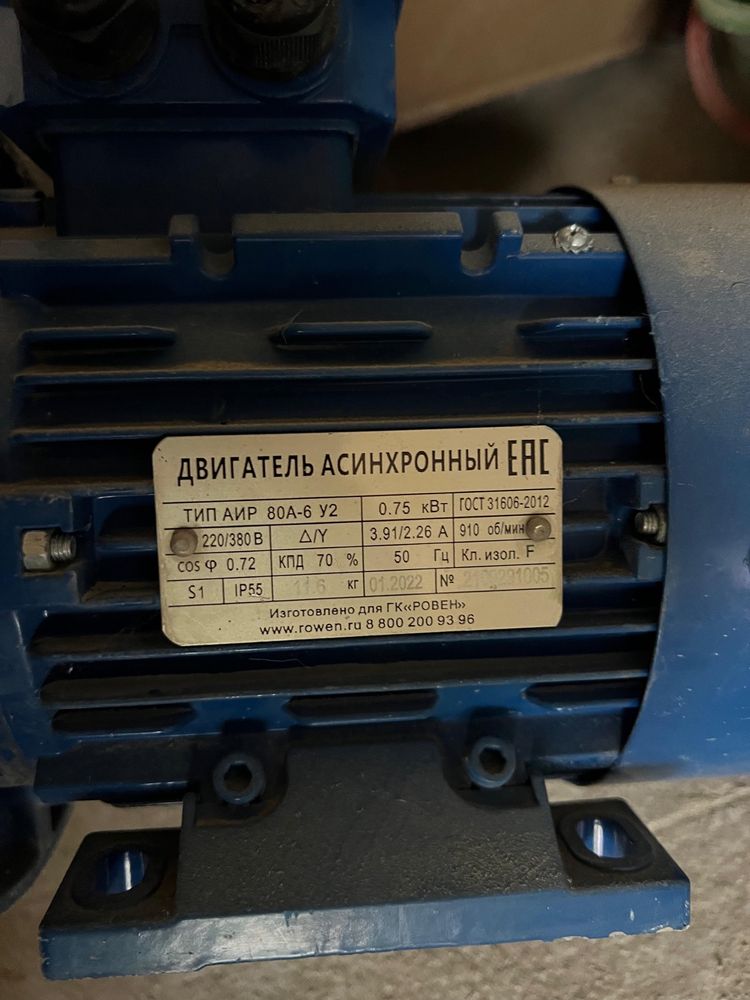 ДВИГАТЕЛЬ АСИНХРОННЫЙ ЕАС
ТИП АИР 80А-6 У2 0.75 кВт ГОСТ 31606-2012
220/380 В Δ/Y 3.91/2.26 А 910 об/мин
cos φ 0.72 КПД 70 % 50 Гц Кл. изол. F
S1 IP55 11.6 кг 01.2022 №
Изготовлено для ГК«РОВЕН»
www.rowen.ru 8 800 200 93 96